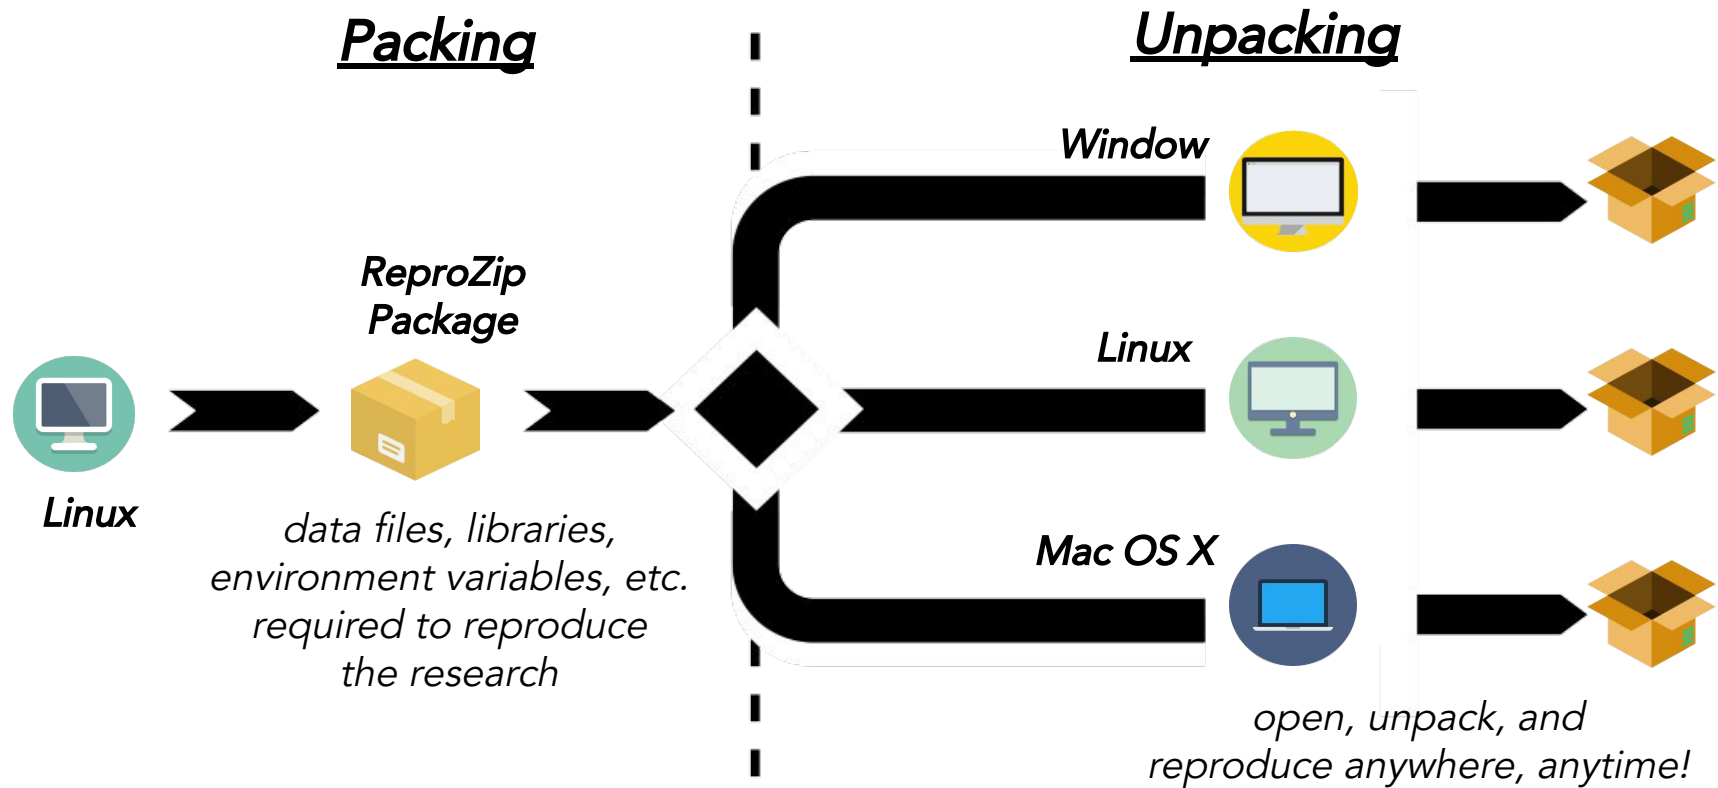 Packing
Unpacking
Window
ReproZip
Package
Linux
Linux
data files, libraries,
environment variables, etc.
required to reproduce
the research
Mac OS X
open, unpack, and
reproduce anywhere, anytime!